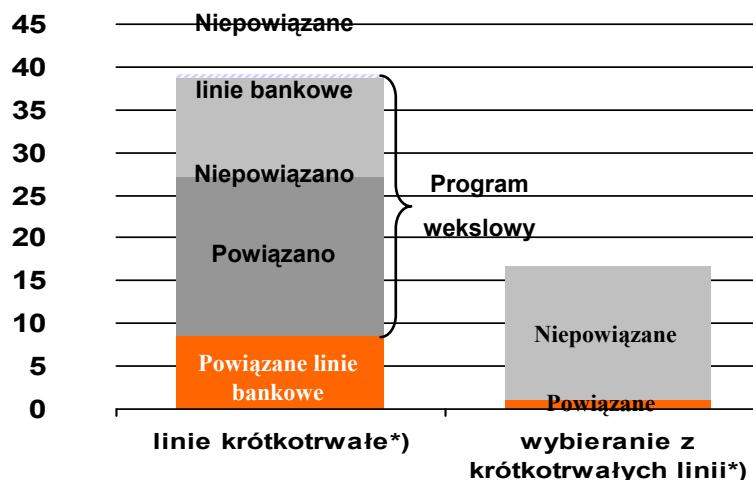 45
40
35
30
25
20
15
10
5
0
Niepowiązane
linie bankowe
Niepowiązano
Powiązano
Powiązane linie
bankowe
Program
wekslowy
Niepowiązane
Powiązane
linie krótkotrwałe*)
wybieranie z
krótkotrwałych linii*)